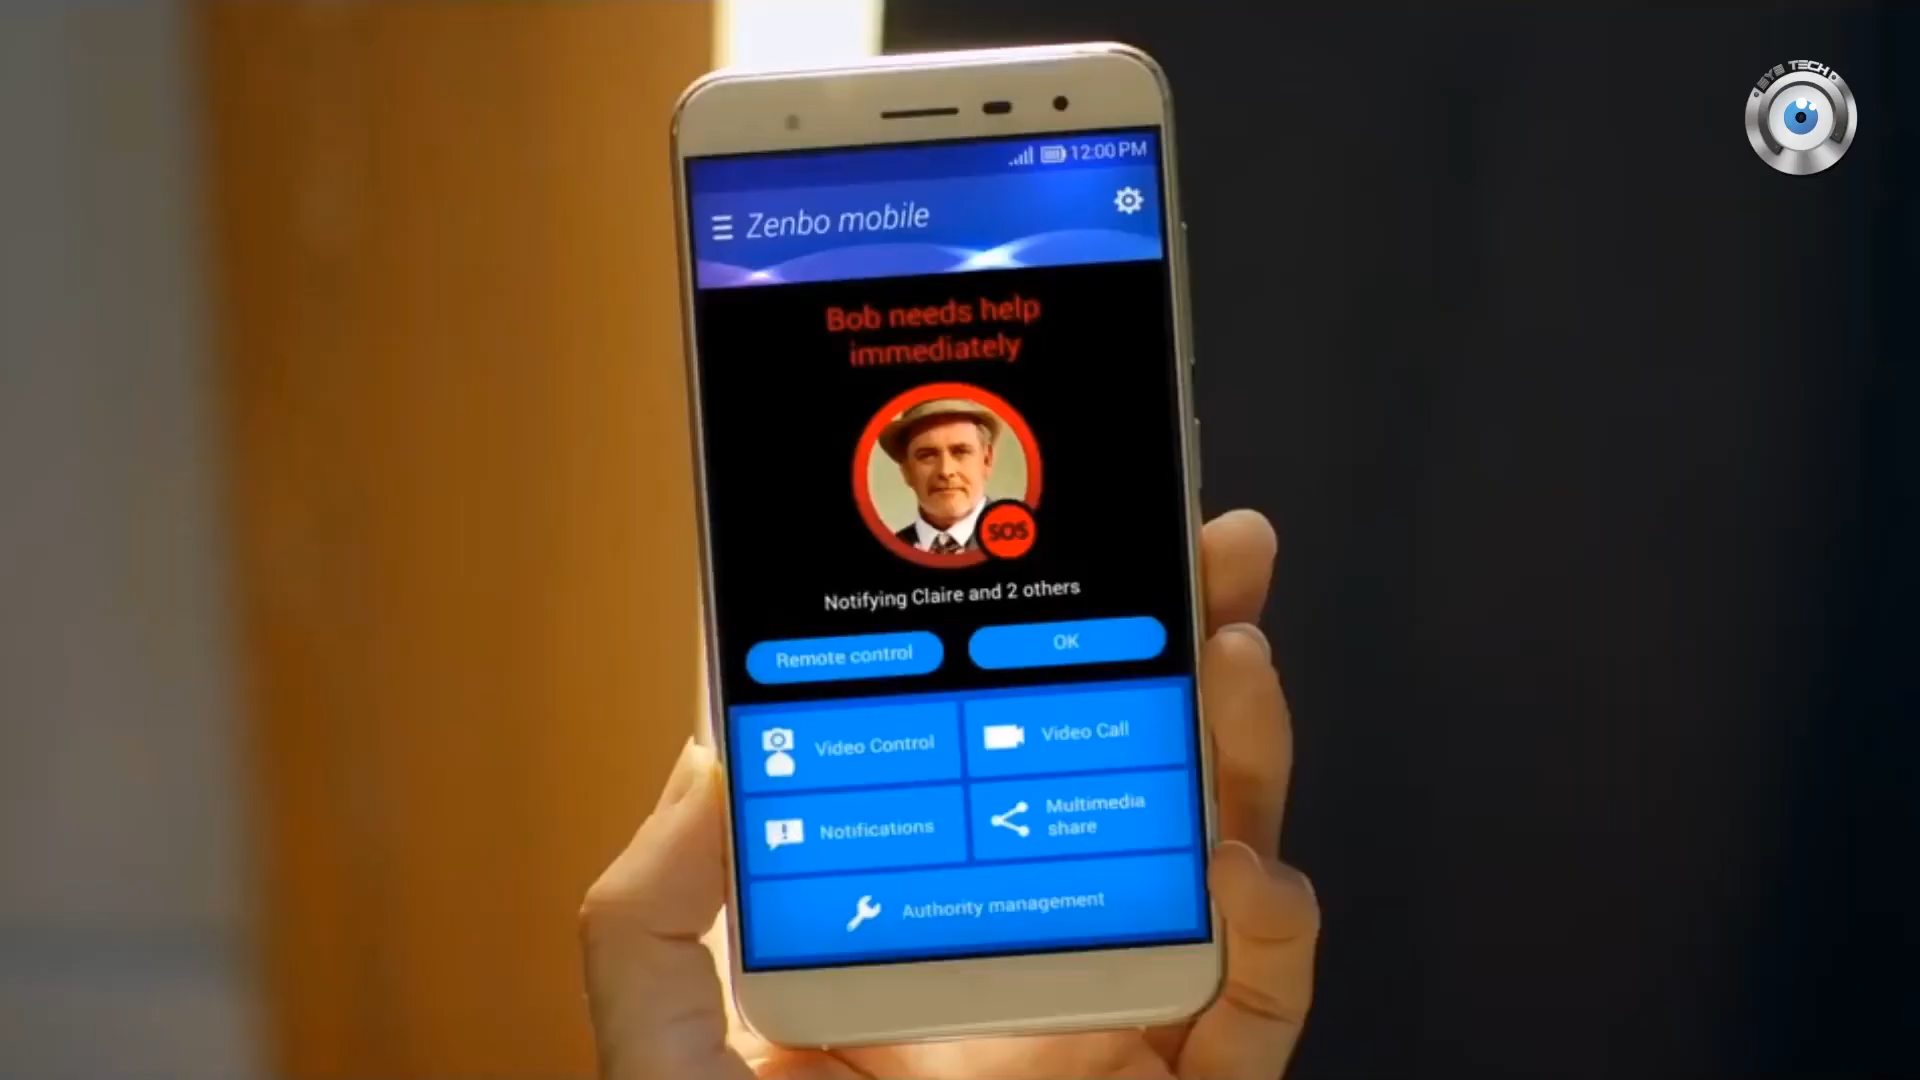 EYE TECH
12:00 PM
Zenbo mobile
Bob needs help
immediately
SOS
Notifying Claire and 2 others
Remote control
OK
Video Control
Video Call
Notifications
Multimedia
share
Authority management